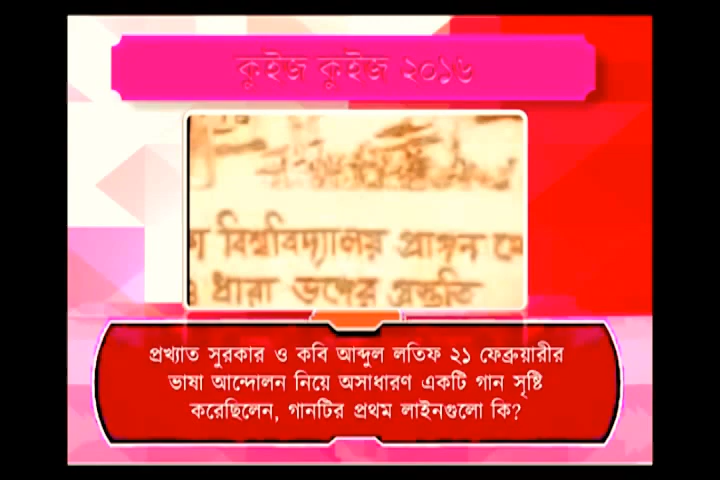 কুইজ কুইজ ২০১৬
বিশ্ববিদ্যালয় প্রাঙ্গন
ধারা ভঙ্গের প্রস্তুতি
প্রখ্যাত সুরকার ও কবি আব্দুল লতিফ ২১ ফেব্রুয়ারীর
ভাষা আন্দোলন নিয়ে অসাধারণ একটি গান সৃষ্টি
করেছিলেন, গানটির প্রথম লাইনগুলো কি?